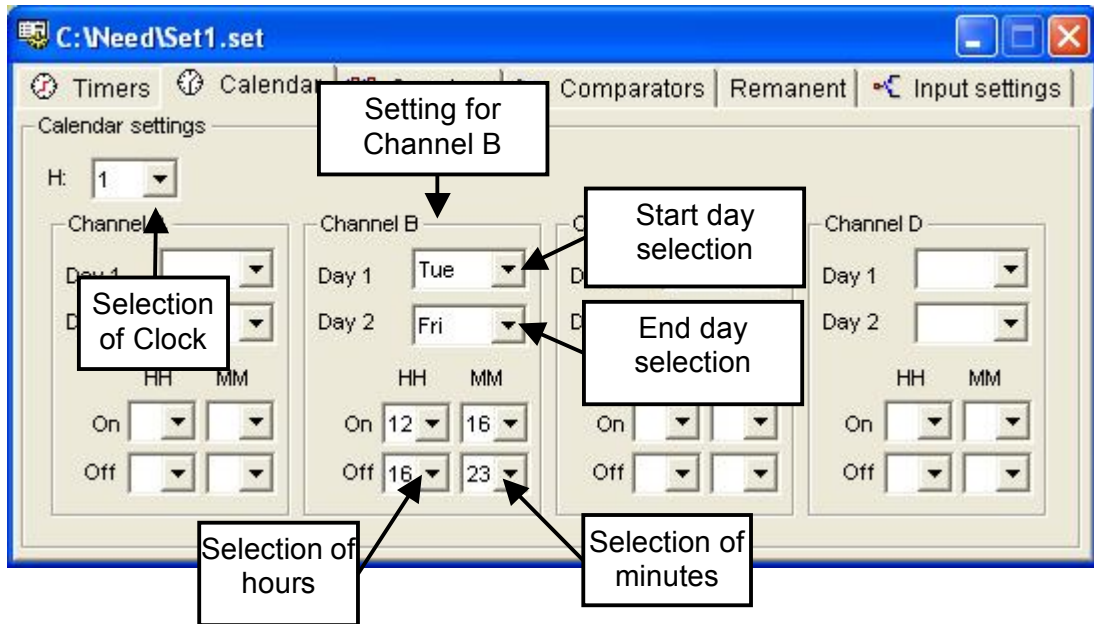 C:\Need\Set1.set
Timers Calendar Comparators Remanent Input settings
Setting for
Channel B
Calendar settings
H: 1
Channel
Channel B
Channel D
Start day
selection
Day 1 Tue
Day 1
Selection
of Clock
Day 2 Fri
Day 2
End day
selection
HH MM
HH MM
HH MM
On
On 12 16
On
On
Off
Off 16 23
Off
Off
Selection of
hours
Selection of
minutes